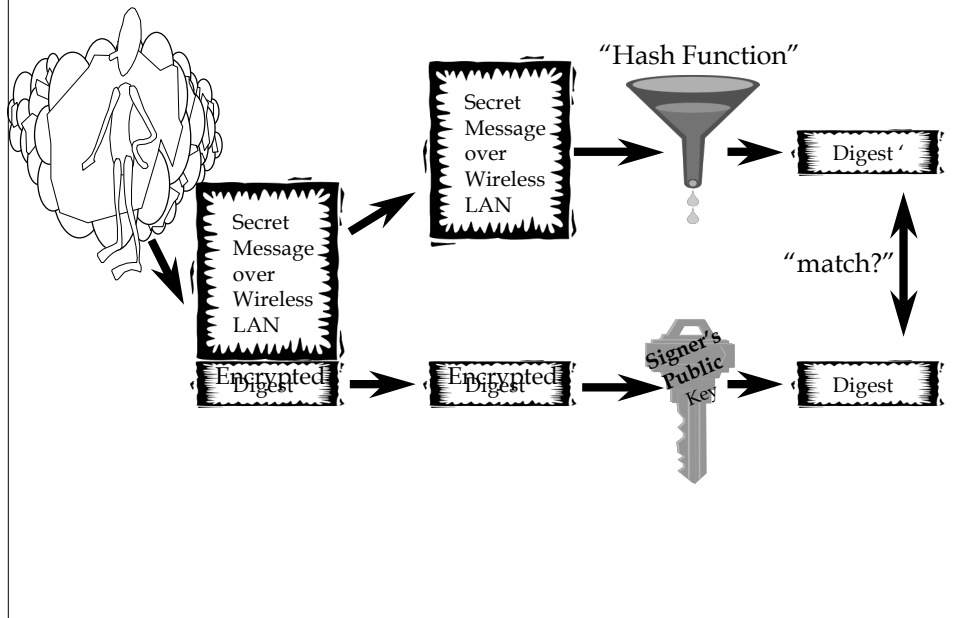 “Hash Function”
Secret
Message
over
Wireless
LAN
Digest ‘
Secret
Message
over
Wireless
LAN
“match?”
Signer’s
Public
Key
Encrypted
Digest
Encrypted
Digest
Digest